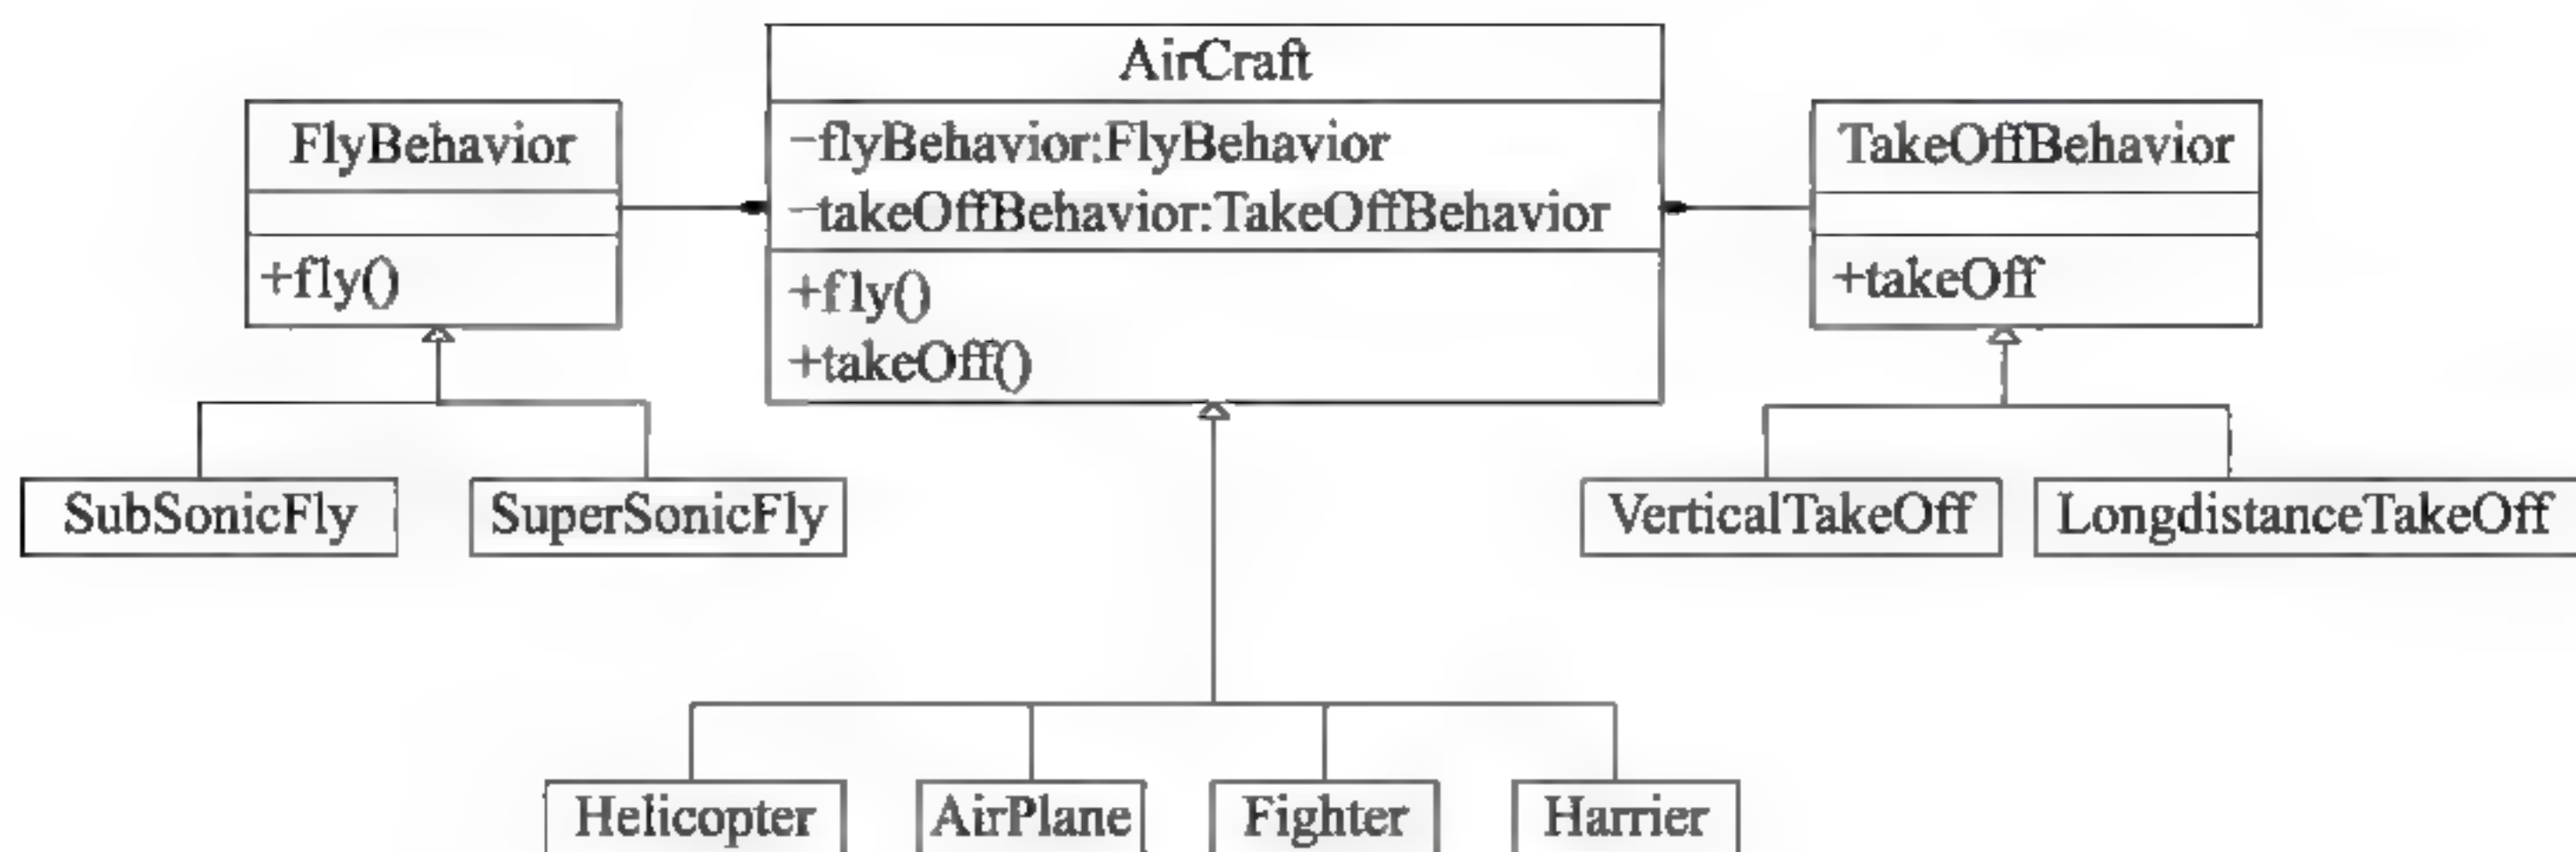 AirCraft
-flyBehavior:FlyBehavior
-takeOffBehavior:TakeOffBehavior
+fly()
+takeOff()
FlyBehavior
+fly()
TakeOffBehavior
+takeOff
SubSonicFly
SuperSonicFly
VerticalTakeOff
LongdistanceTakeOff
Helicopter
AirPlane
Fighter
Harrier